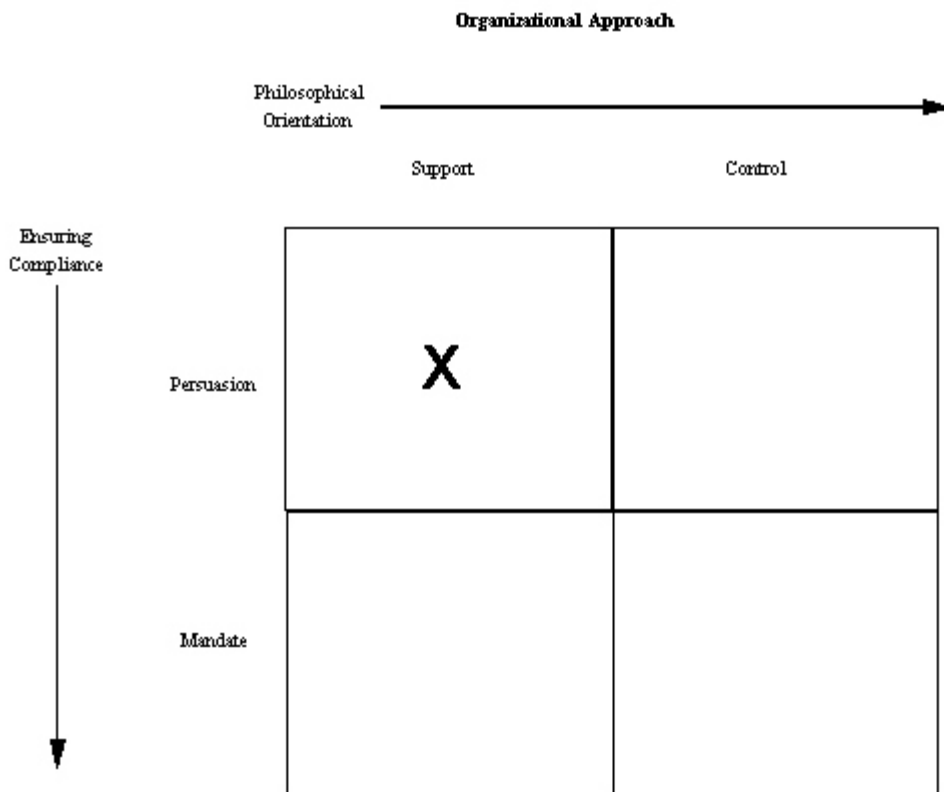 Organizational Approach
Philosophical
Orientation
Support
Control
Ensuring
Compliance
X
Persuasion
Mandate